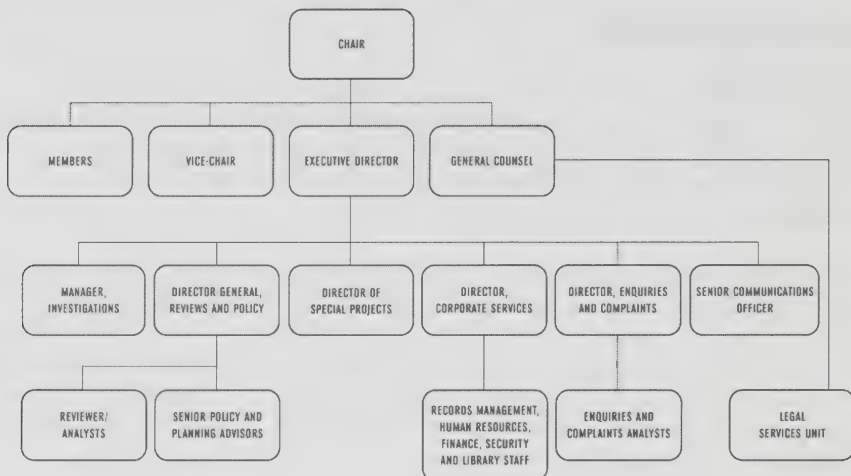 CHAIR
MEMBERS
VICE-CHAIR
EXECUTIVE DIRECTOR
GENERAL COUNSEL
MANAGER,
INVESTIGATIONS
DIRECTOR GENERAL,
REVIEWS AND POLICY
DIRECTOR OF
SPECIAL PROJECTS
DIRECTOR,
CORPORATE SERVICES
DIRECTOR, ENQUIRIES
AND COMPLAINTS
SENIOR COMMUNICATIONS
OFFICER
REVIEWER/
ANALYSTS
SENIOR POLICY AND
PLANNING ADVISORS
RECORDS MANAGEMENT,
HUMAN RESOURCES,
FINANCE, SECURITY
AND LIBRARY STAFF
ENQUIRIES AND
COMPLAINTS ANALYSTS
LEGAL
SERVICES UNIT